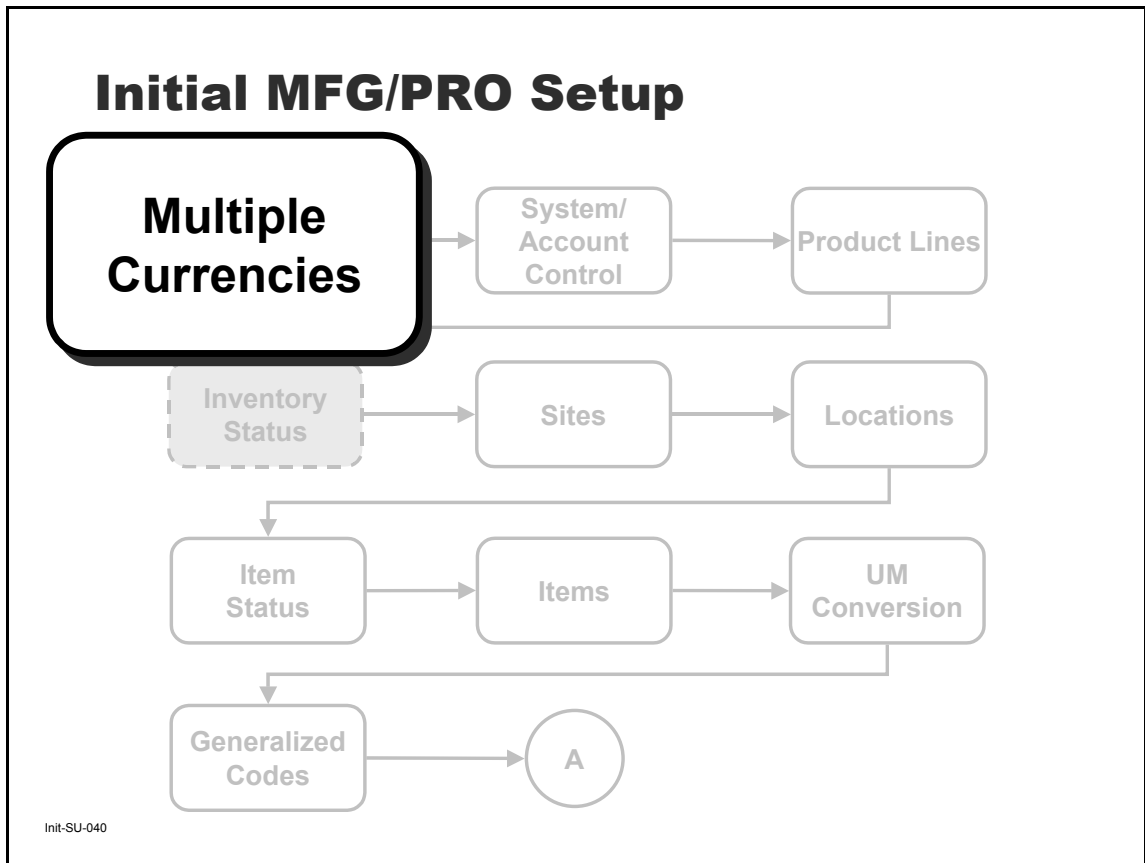 Initial MFG/PRO Setup
Multiple
Currencies
System/
Account
Control
Product Lines
Inventory
Status
Sites
Locations
Item
Status
Items
UM
Conversion
Generalized
Codes
A
Init-SU-040